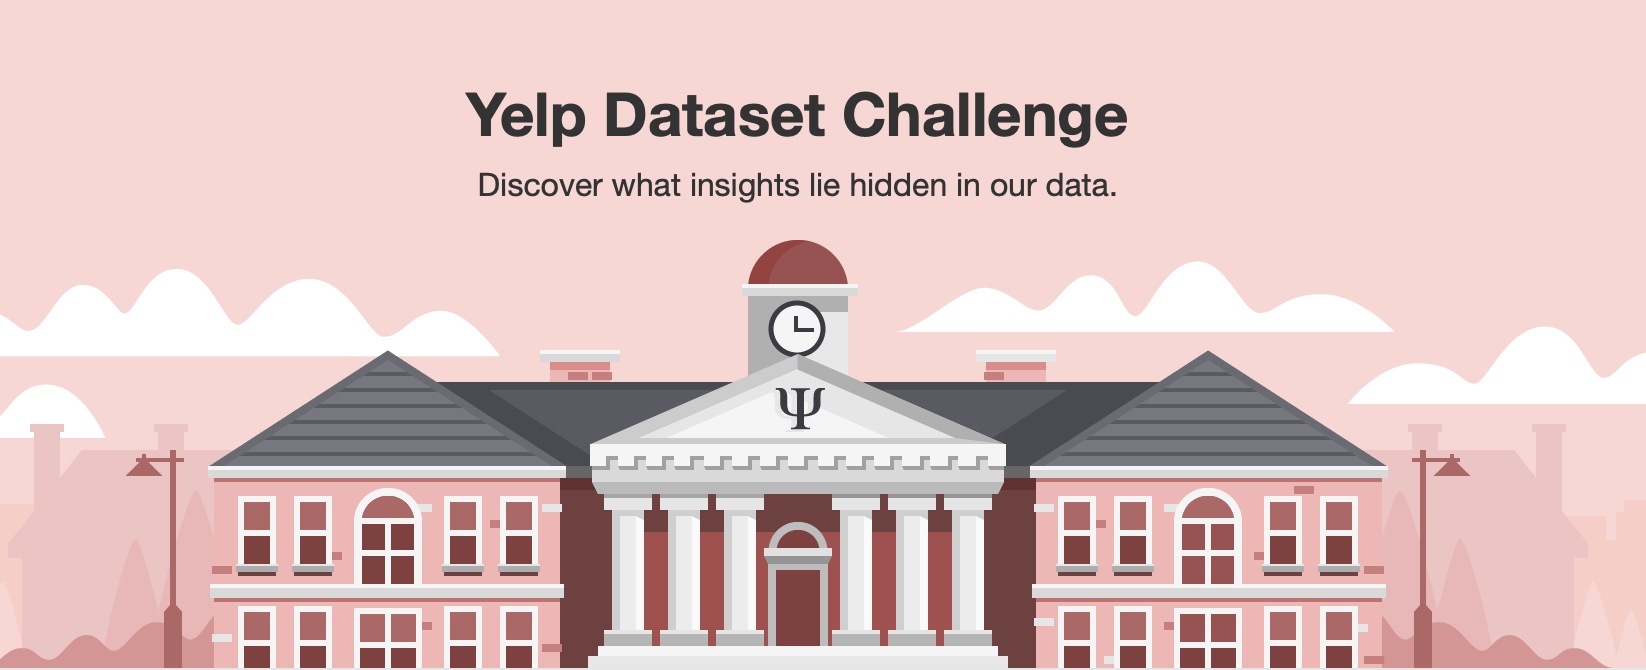 Yelp Dataset Challenge
Discover what insights lie hidden in our data.
Ψ